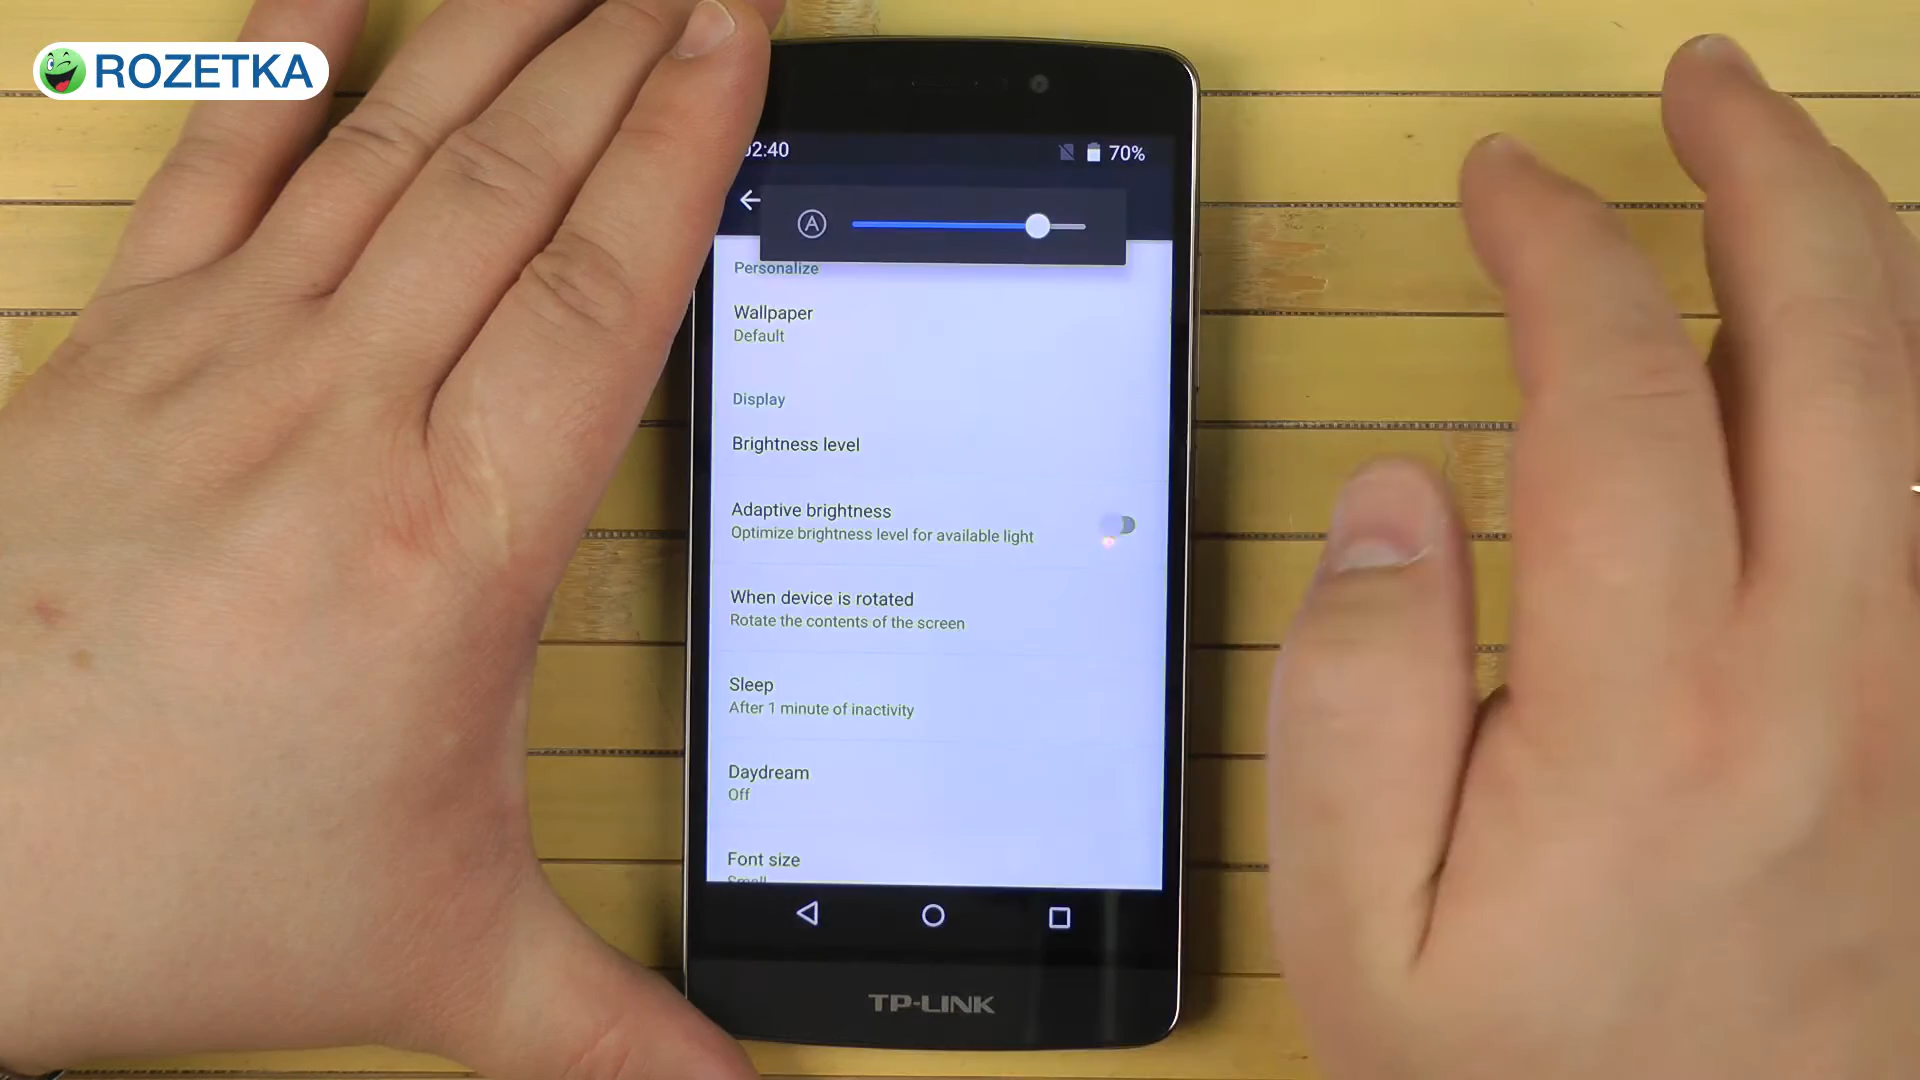 ROZETKA
02:40
70%
A
Personalize
Wallpaper
Default
Display
Brightness level
Adaptive brightness
Optimize brightness level for available light
When device is rotated
Rotate the contents of the screen
Sleep
After 1 minute of inactivity
Daydream
Off
Font size
Small
TP-LINK